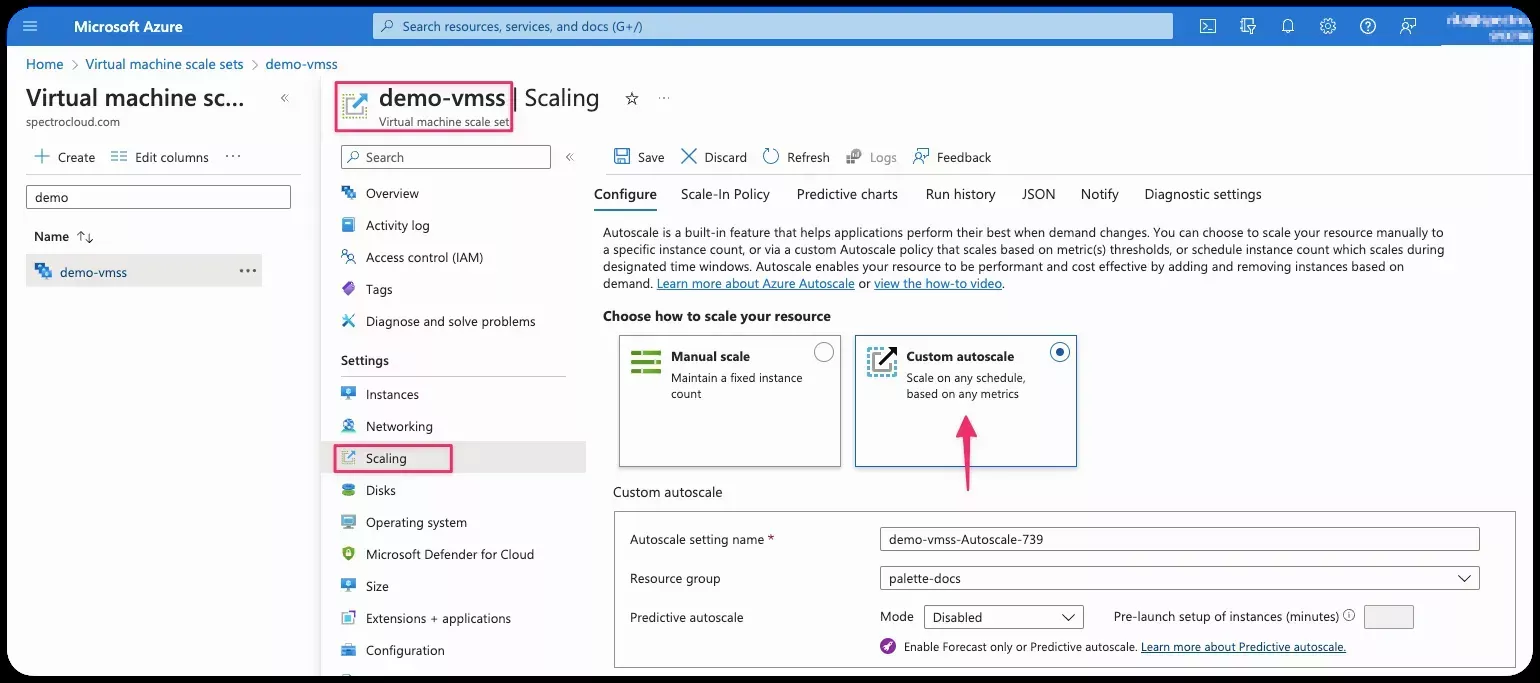 Microsoft Azure
Search resources, services, and docs (G+/)
Home > Virtual machine scale sets > demo-vmss
Virtual machine sc...
spectrocloud.com
Create Edit columns ...
demo
Name
demo-vmss ...
demo-vmss | Scaling
Virtual machine scale set
Search
Overview
Activity log
Access control (IAM)
Tags
Diagnose and solve problems
Settings
Instances
Networking
Scaling
Disks
Operating system
Microsoft Defender for Cloud
Size
Extensions + applications
Configuration
Save Discard Refresh Logs Feedback
Configure Scale-In Policy Predictive charts Run history JSON Notify Diagnostic settings
Autoscale is a built-in feature that helps applications perform their best when demand changes. You can choose to scale your resource manually to
a specific instance count, or via a custom Autoscale policy that scales based on metric(s) thresholds, or schedule instance count which scales during
designated time windows. Autoscale enables your resource to be performant and cost effective by adding and removing instances based on
demand. Learn more about Azure Autoscale or view the how-to video.
Choose how to scale your resource
Manual scale
Maintain a fixed instance
count
Custom autoscale
Scale on any schedule,
based on any metrics
Custom autoscale
Autoscale setting name * demo-vmss-Autoscale-739
Resource group palette-docs
Predictive autoscale Mode Disabled Pre-launch setup of instances (minutes)
Enable Forecast only or Predictive autoscale. Learn more about Predictive autoscale.